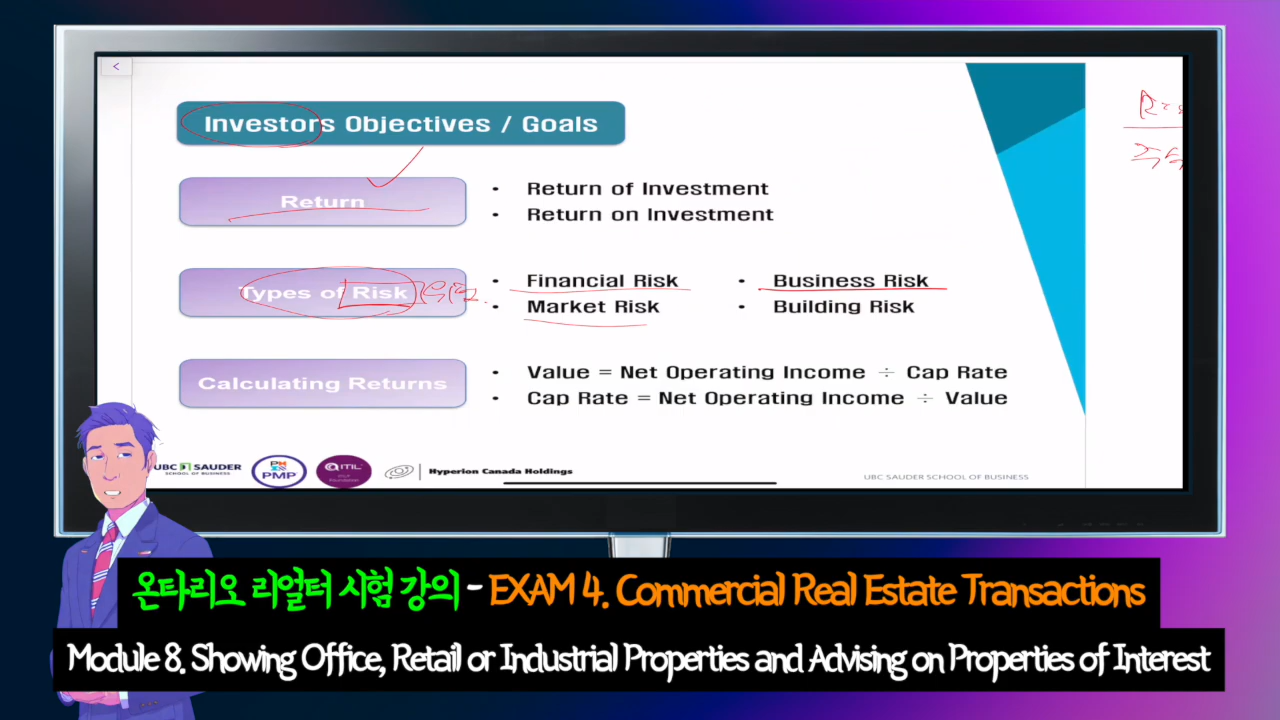 Investors Objectives / Goals
Return
• Return of Investment
• Return on Investment
Types of Risk
• Financial Risk
• Business Risk
• Market Risk
• Building Risk
Calculating Returns
• Value = Net Operating Income ÷ Cap Rate
• Cap Rate = Net Operating Income ÷ Value
UBC SAUDER
SCHOOL OF BUSINESS
PMP
ITIL
Foundation
Hyperion Canada Holdings
UBC SAUDER SCHOOL OF BUSINESS
온타리오 리얼터 시험 강의 - EXAM 4. Commercial Real Estate Transactions
Module 8. Showing Office, Retail or Industrial Properties and Advising on Properties of Interest